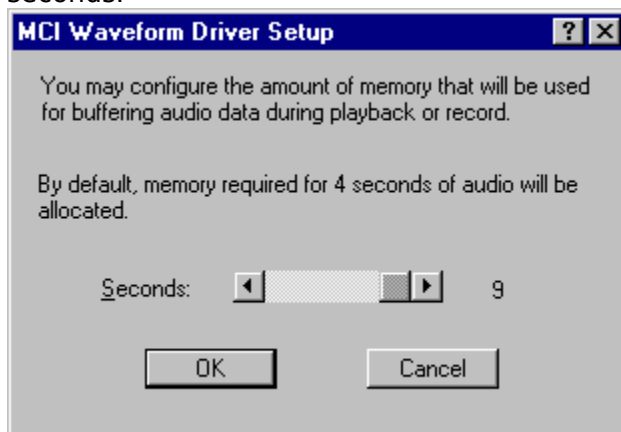 seconds.
MCI Waveform Driver Setup
You may configure the amount of memory that will be used
for buffering audio data during playback or record.
By default, memory required for 4 seconds of audio will be
allocated.
Seconds: 9
OK Cancel